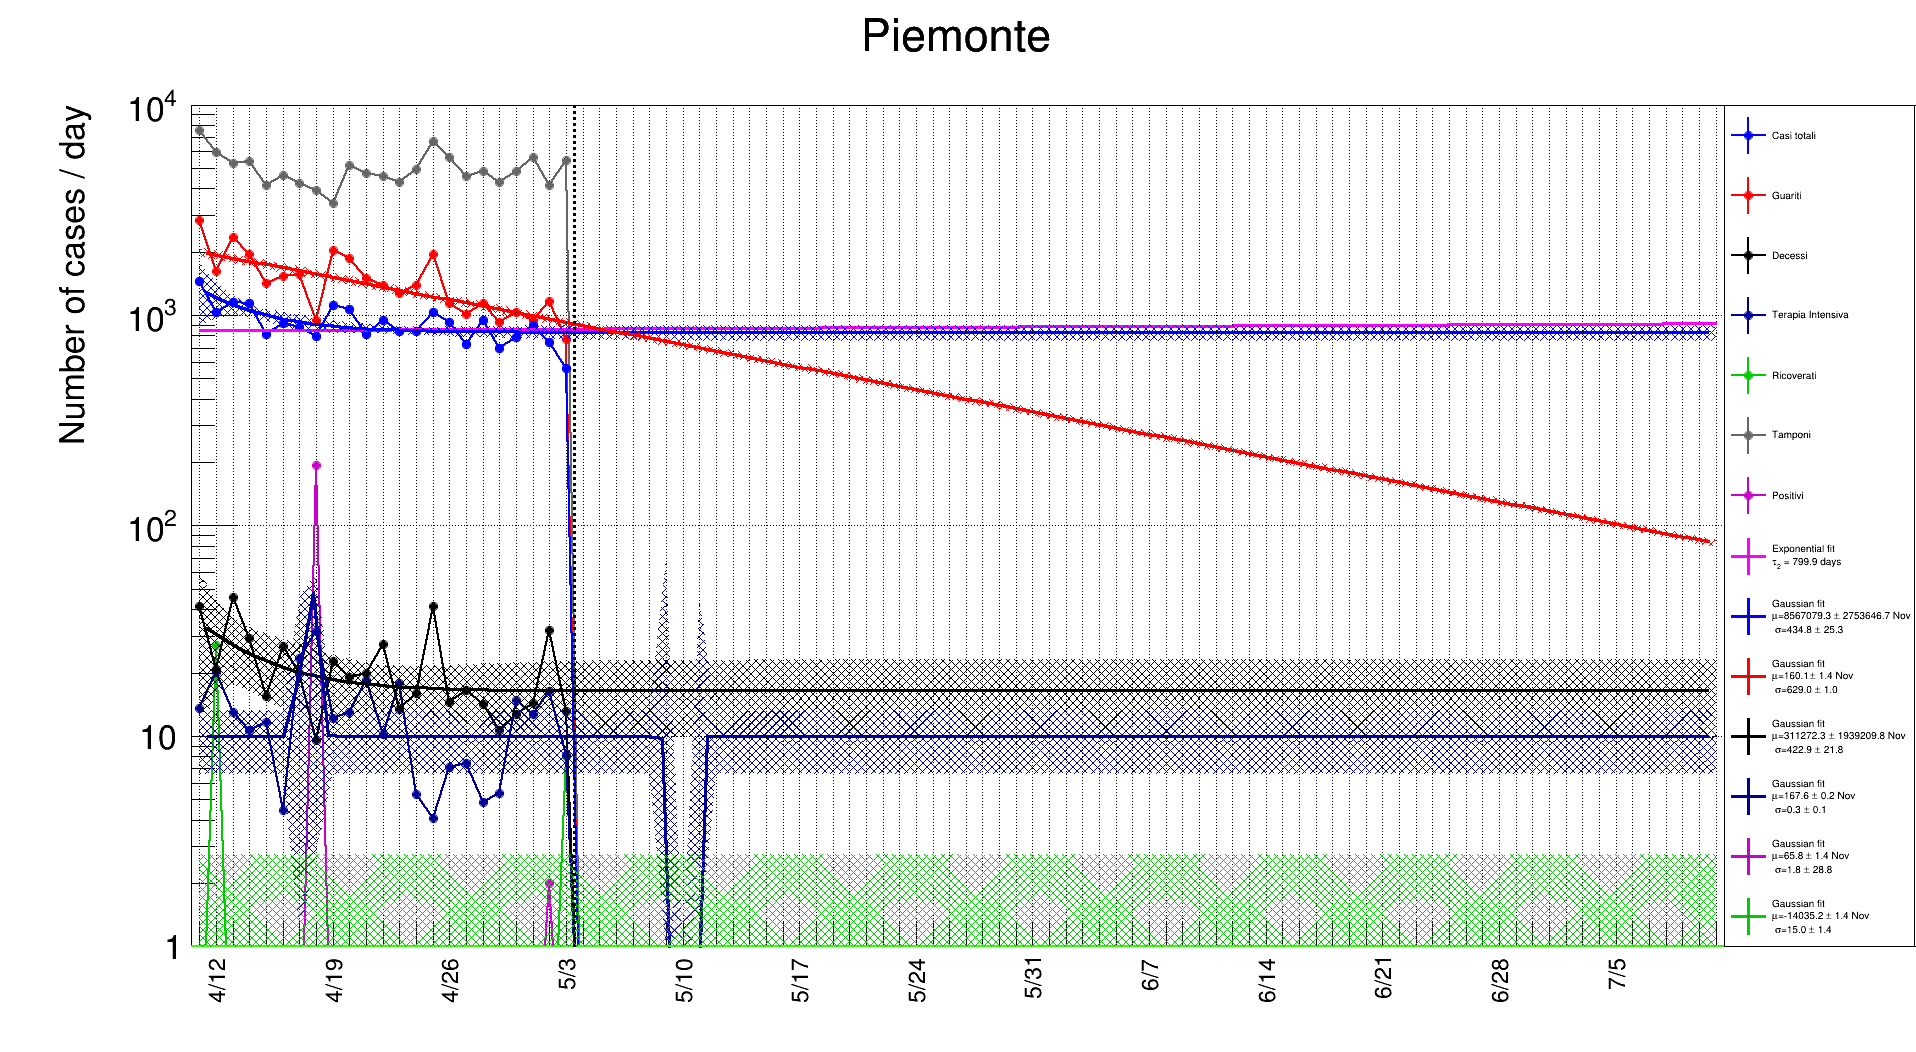 Piemonte
Number of cases / day
10⁴
10³
10²
10
1
4/12
4/19
4/26
5/3
5/10
5/17
5/24
5/31
6/7
6/14
6/21
6/28
7/5
Casi totali
Guariti
Decessi
Terapia Intensiva
Ricoverati
Tamponi
Positivi
Exponential fit
τ₂ = 799.9 days
Gaussian fit
μ=8567079.3 ± 2753646.7 Nov
σ=434.8 ± 25.3
Gaussian fit
μ=160.1 ± 1.4 Nov
σ=629.0 ± 1.0
Gaussian fit
μ=311272.3 ± 1939209.8 Nov
σ=422.9 ± 21.8
Gaussian fit
μ=167.6 ± 0.2 Nov
σ=0.3 ± 0.1
Gaussian fit
μ=65.8 ± 1.4 Nov
σ=1.8 ± 28.8
Gaussian fit
μ=-14035.2 ± 1.4 Nov
σ=15.0 ± 1.4